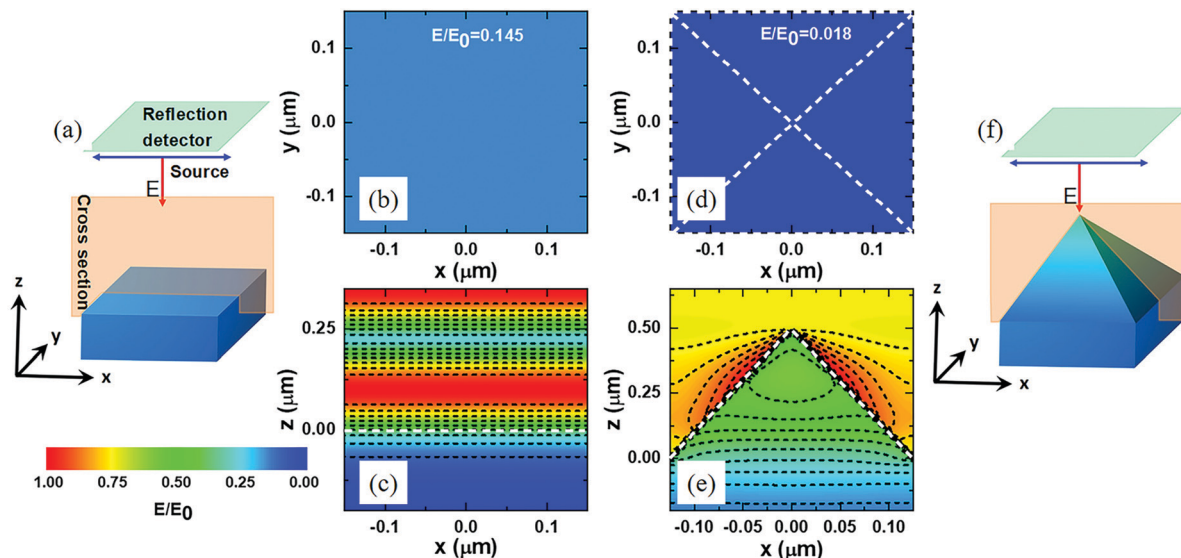 (a)
Reflection
detector
Source
E
Cross section
z
y
x
1.00 0.75 0.50 0.25 0.00
E/E0
E/E0=0.145
0.1
0.0
-0.1
y (μm)
(b)
-0.1 0.0 0.1
x (μm)
0.25
0.00
z (μm)
(c)
-0.1 0.0 0.1
x (μm)
E/E0=0.018
0.1
0.0
-0.1
y (μm)
(d)
-0.1 0.0 0.1
x (μm)
0.50
0.25
0.00
z (μm)
(e)
-0.10 -0.05 0.00 0.05 0.10
x (μm)
(f)
E
z
y
x